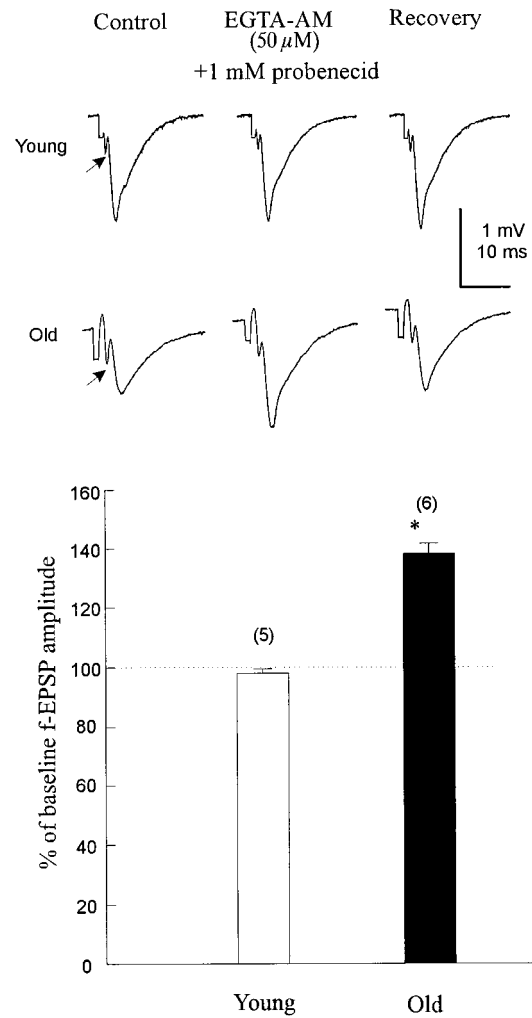 Control EGTA-AM Recovery
(50 μM)
+1 mM probenecid
Young
1 mV
10 ms
Old
160
(6)
*
140
120
(5)
100
80
60
40
20
0
% of baseline f-EPSP amplitude
Young Old